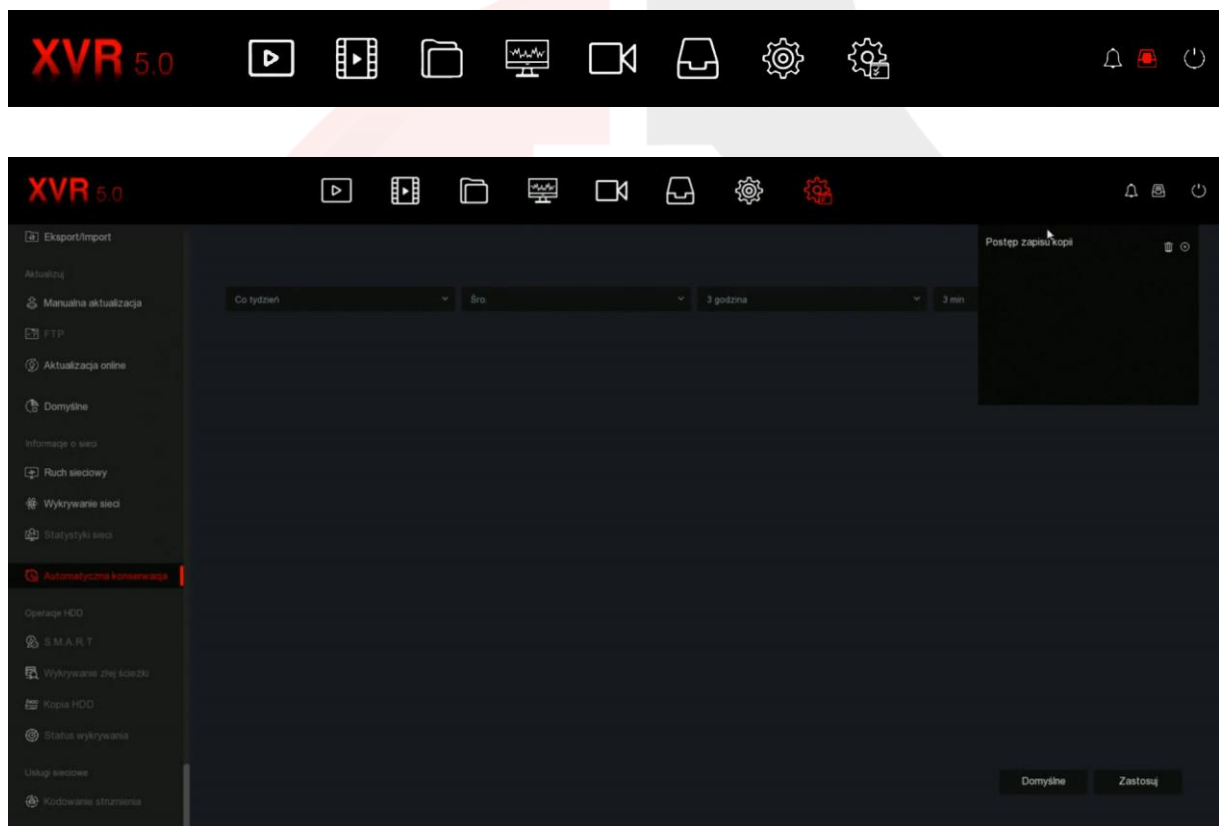 XVR 5.0
XVR 5.0
Eksport/Import
Aktualizuj
Manualna aktualizacja
FTP
Aktualizacja online
Domyślne
Informacje o sieci
Ruch sieciowy
Wykrywanie sieci
Statystyki sieci
Automatyczna konserwacja
Operacje HDD
S.M.A.R.T
Wykrywanie złej ścieżki
Kopia HDD
Status wykrywania
Usługi sieciowe
Kodowanie strumienia
Co tydzień
Śro.
3 godzina
3 min
Postęp zapisu kopii
Domyślne
Zastosuj